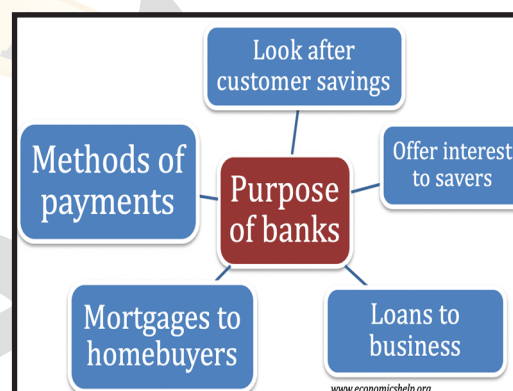 Look after
customer savings
Offer interest
to savers
Methods of
payments
Purpose
of banks
Mortgages to
homebuyers
Loans to
business
www.economicshelp.org